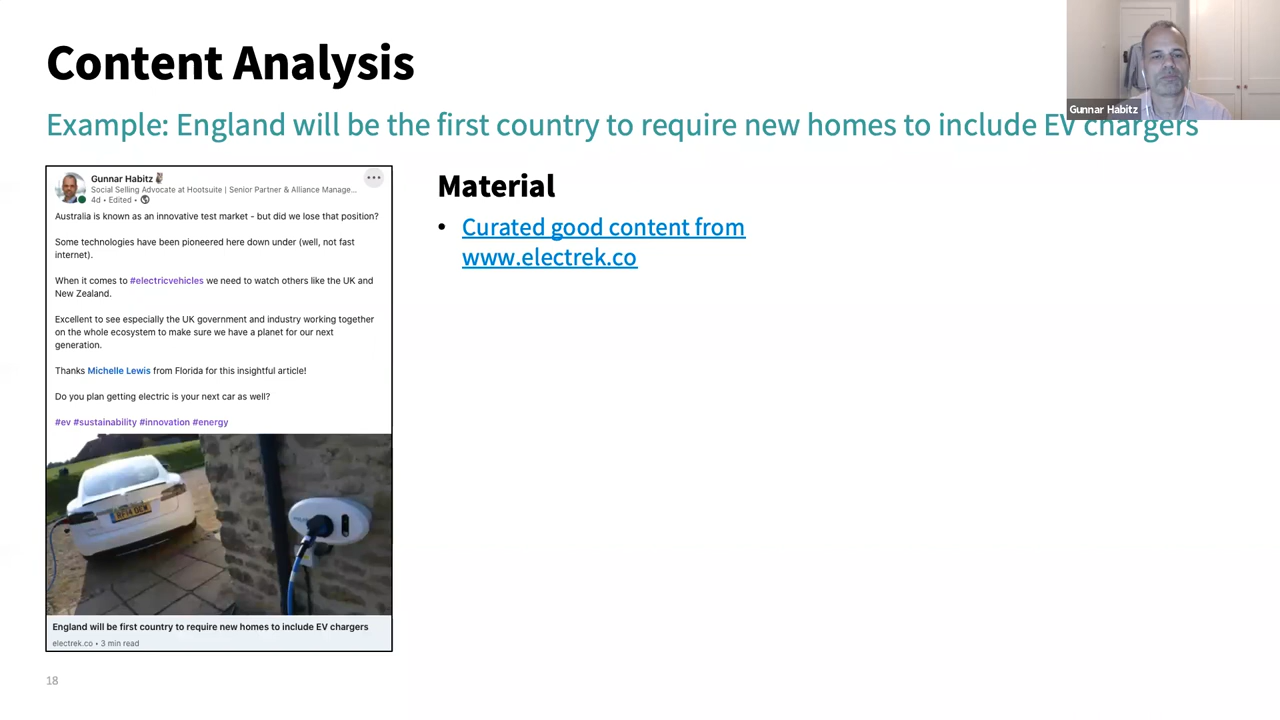 Content Analysis
Gunnar Habitz
Example: England will be the first country to require new homes to include EV chargers
Gunnar Habitz
Social Selling Advocate at Hootsuite | Senior Partner & Alliance Manage...
4d • Edited •
Australia is known as an innovative test market - but did we lose that position?
Some technologies have been pioneered here down under (well, not fast
internet).
When it comes to #electricvehicles we need to watch others like the UK and
New Zealand.
Excellent to see especially the UK government and industry working together
on the whole ecosystem to make sure we have a planet for our next
generation.
Thanks Michelle Lewis from Florida for this insightful article!
Do you plan getting electric is your next car as well?
#ev #sustainability #innovation #energy
England will be first country to require new homes to include EV chargers
electrek.co • 3 min read
Material
• Curated good content from
www.electrek.co
18